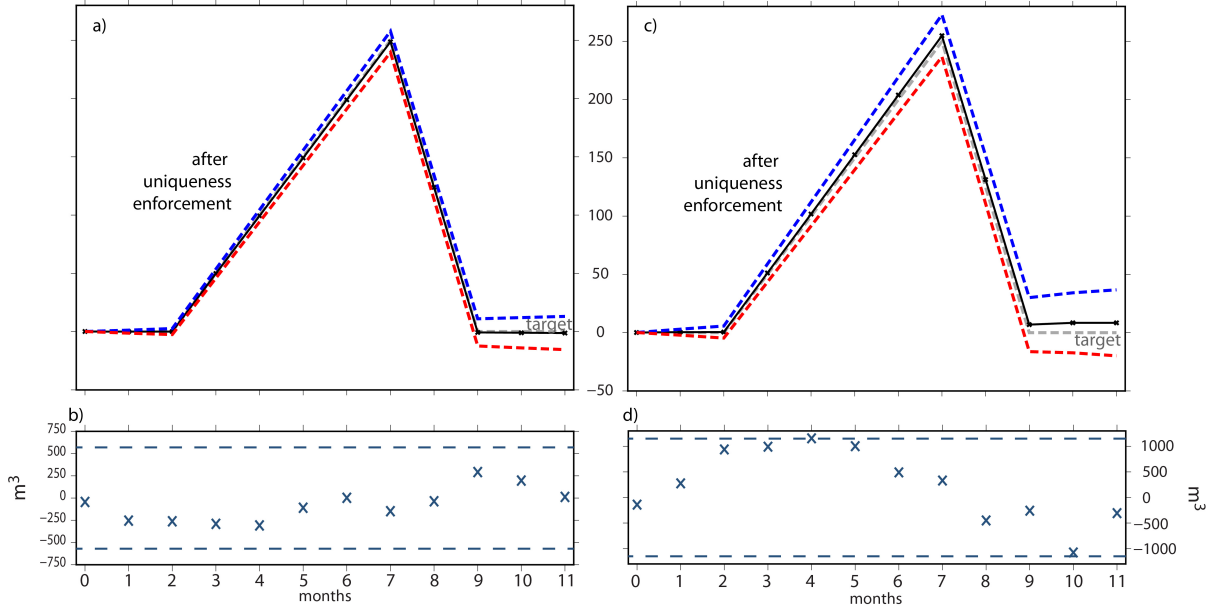 a)
after
uniqueness
enforcement
target
c)
250
200
150
100
50
0
−50
after
uniqueness
enforcement
target
b)
750
500
250
0
−250
−500
−750
m³
0 1 2 3 4 5 6 7 8 9 10 11
months
d)
1000
500
0
−500
−1000
m³
0 1 2 3 4 5 6 7 8 9 10 11
months